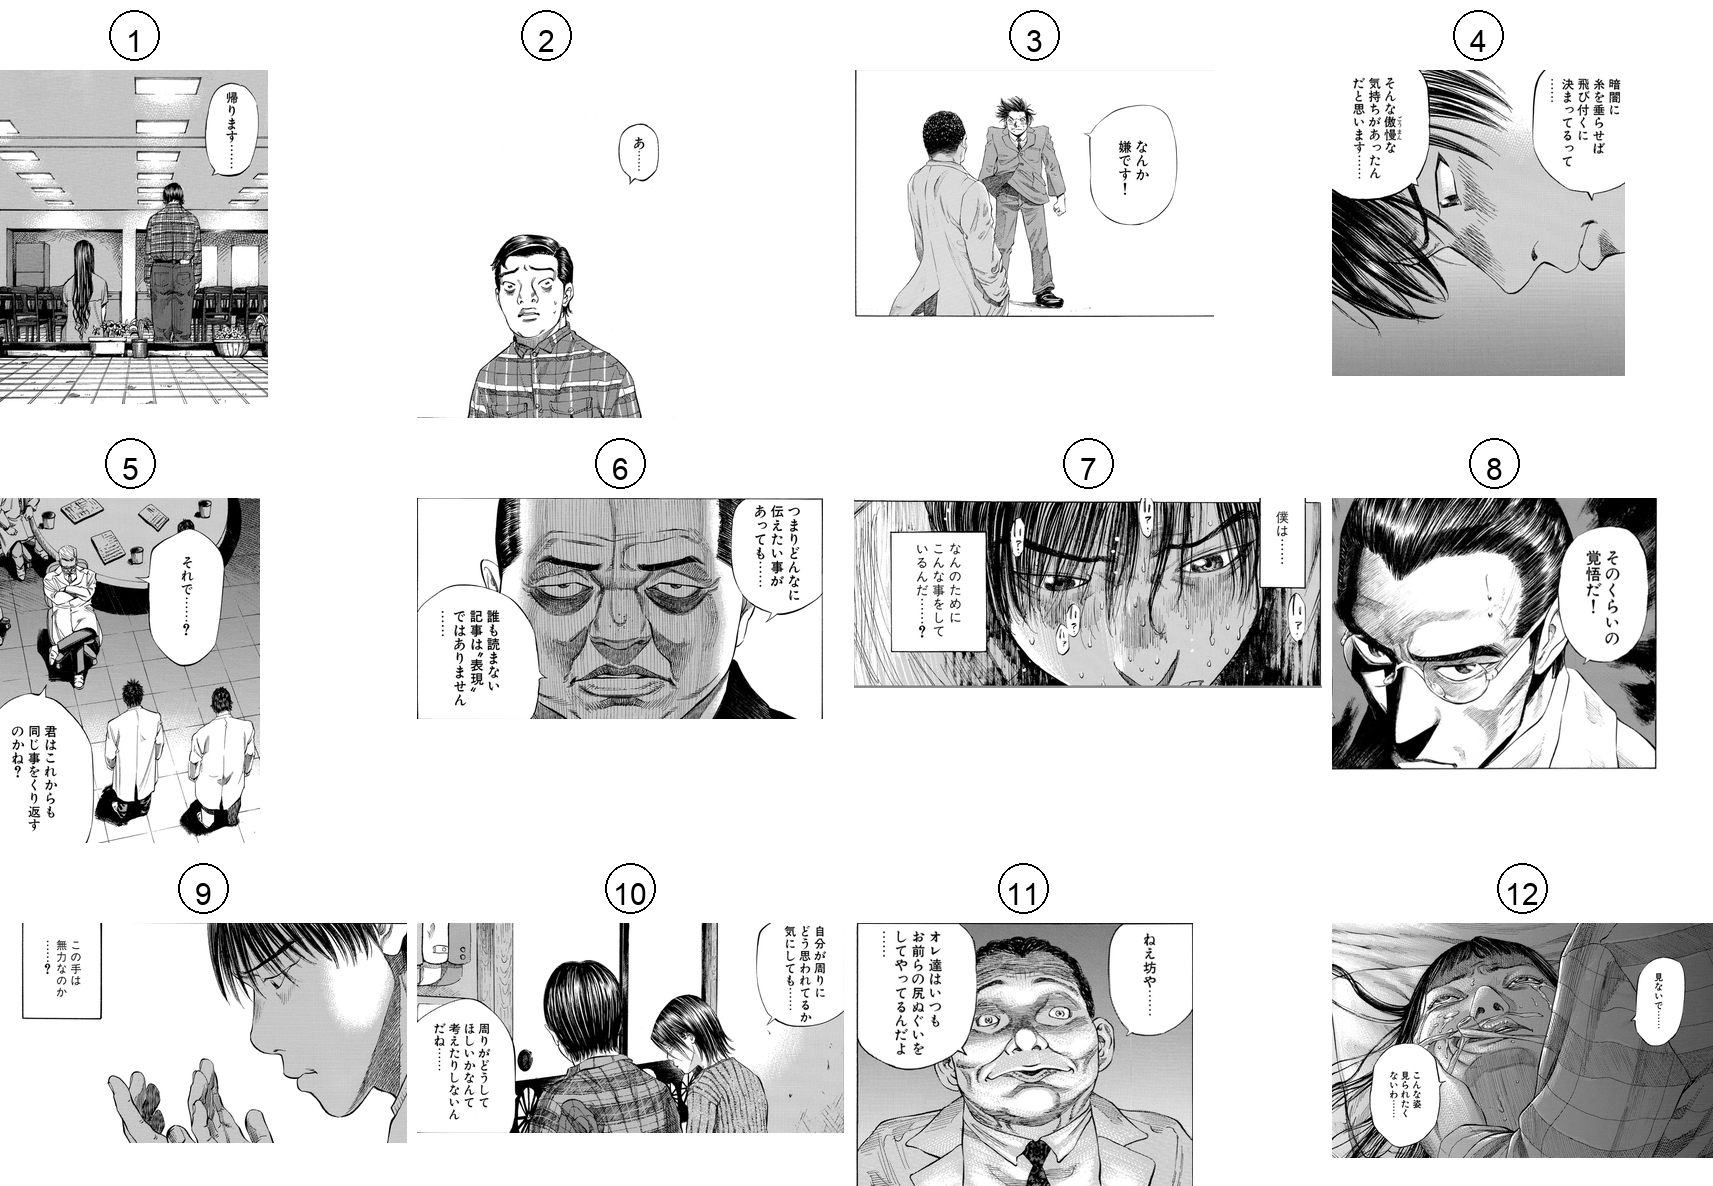 1
帰ります……
2
あ……
3
なんか
嫌です！
4
暗闇に
糸を垂らせば
飛び付くに
決まってるって
……
そんな傲慢な
気持ちがあったん
だと思います……
5
それで……？
君はこれからも
同じ事をくり返す
のかね？
6
つまりどんなに
伝えたい事が
あっても……
誰も読まない
記事は〝表現〟
ではありません
……
7
僕は……
なんのために
こんな事をして
いるんだ……？
8
そのくらいの
覚悟だ！
9
この手は
無力なのか
……？
10
自分が周りに
どう思われてるか
気にしても……
周りがどうして
ほしいかなんて
考えたりしないん
だね……
11
ねえ坊や……
オレ達はいつも
お前らの尻ぬぐいを
してやってるんだよ
……
12
見ないで……
こんな姿
見られたく
ないわ……